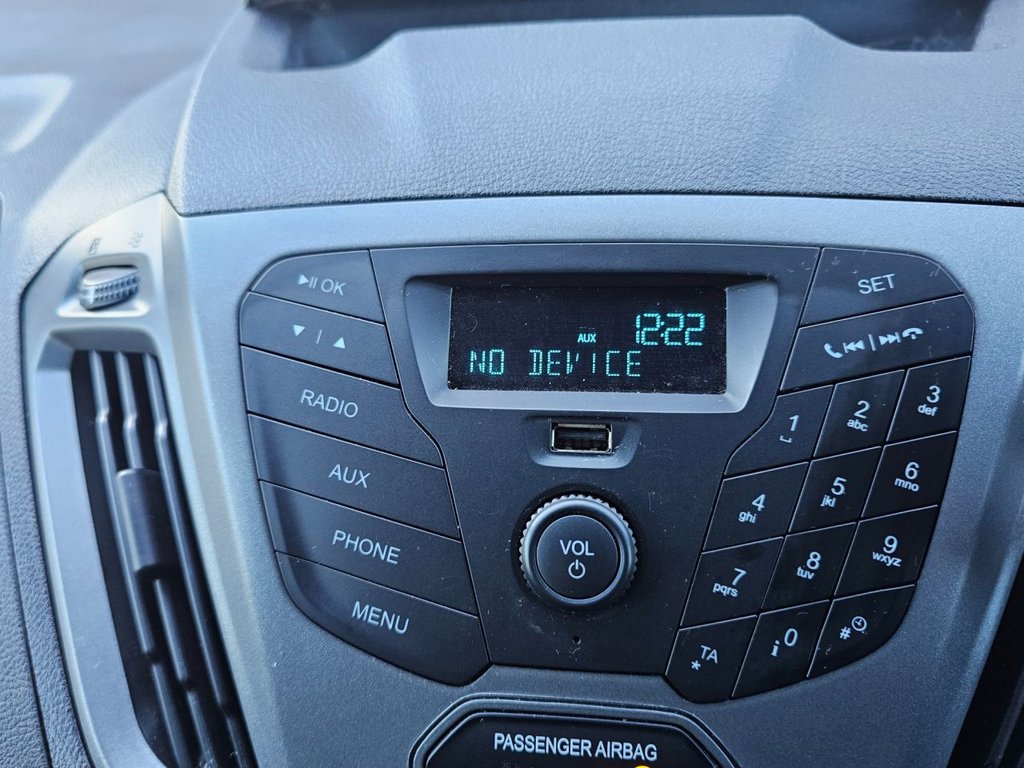 OK
SET
12:22
AUX
NO DEVICE
RADIO
AUX
PHONE
MENU
VOL
1
2
abc
3
def
4
ghi
5
jkl
6
mno
7
pqrs
8
tuv
9
wxyz
* TA
i 0
#
PASSENGER AIRBAG